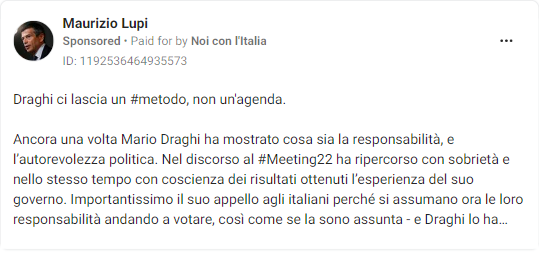 Maurizio Lupi
Sponsored • Paid for by Noi con l'Italia
ID: 1192536464935573
Draghi ci lascia un #metodo, non un'agenda.
Ancora una volta Mario Draghi ha mostrato cosa sia la responsabilità, e
l'autorevolezza politica. Nel discorso al #Meeting22 ha ripercorso con sobrietà e
nello stesso tempo con coscienza dei risultati ottenuti l'esperienza del suo
governo. Importantissimo il suo appello agli italiani perché si assumano ora le loro
responsabilità andando a votare, così come se la sono assunta - e Draghi lo ha...